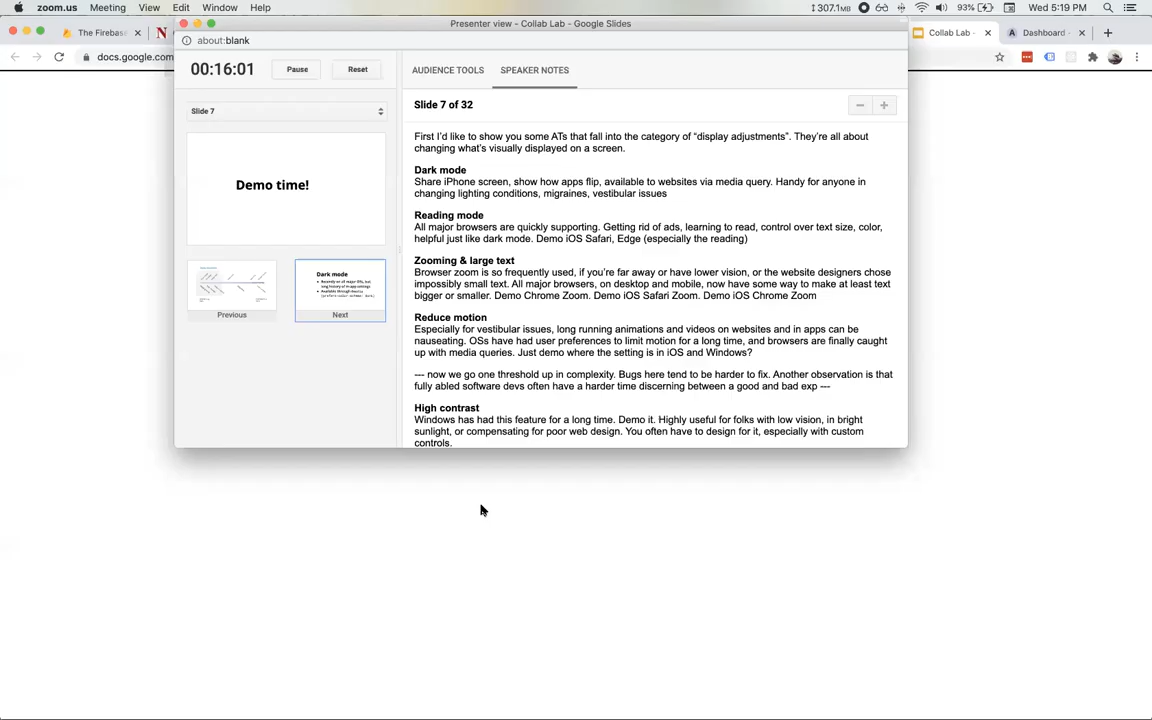 zoom.us Meeting View Edit Window Help
307.1MB 93% Wed 5:19 PM
Presenter view - Collab Lab - Google Slides
The Firebase
Collab Lab -
Dashboard -
about:blank
docs.google.com
00:16:01 Pause Reset
AUDIENCE TOOLS SPEAKER NOTES
Slide 7
Demo time!
Previous
Dark mode
Next
Slide 7 of 32
First I'd like to show you some ATs that fall into the category of "display adjustments". They're all about
changing what's visually displayed on a screen.
Dark mode
Share iPhone screen, show how apps flip, available to websites via media query. Handy for anyone in
changing lighting conditions, migraines, vestibular issues
Reading mode
All major browsers are quickly supporting. Getting rid of ads, learning to read, control over text size, color,
helpful just like dark mode. Demo iOS Safari, Edge (especially the reading)
Zooming & large text
Browser zoom is so frequently used, if you're far away or have lower vision, or the website designers chose
impossibly small text. All major browsers, on desktop and mobile, now have some way to make at least text
bigger or smaller. Demo Chrome Zoom. Demo iOS Safari Zoom. Demo iOS Chrome Zoom
Reduce motion
Especially for vestibular issues, long running animations and videos on websites and in apps can be
nauseating. OSs have had user preferences to limit motion for a long time, and browsers are finally caught
up with media queries. Just demo where the setting is in iOS and Windows?
--- now we go one threshold up in complexity. Bugs here tend to be harder to fix. Another observation is that
fully abled software devs often have a harder time discerning between a good and bad exp ---
High contrast
Windows has had this feature for a long time. Demo it. Highly useful for folks with low vision, in bright
sunlight, or compensating for poor web design. You often have to design for it, especially with custom
controls.